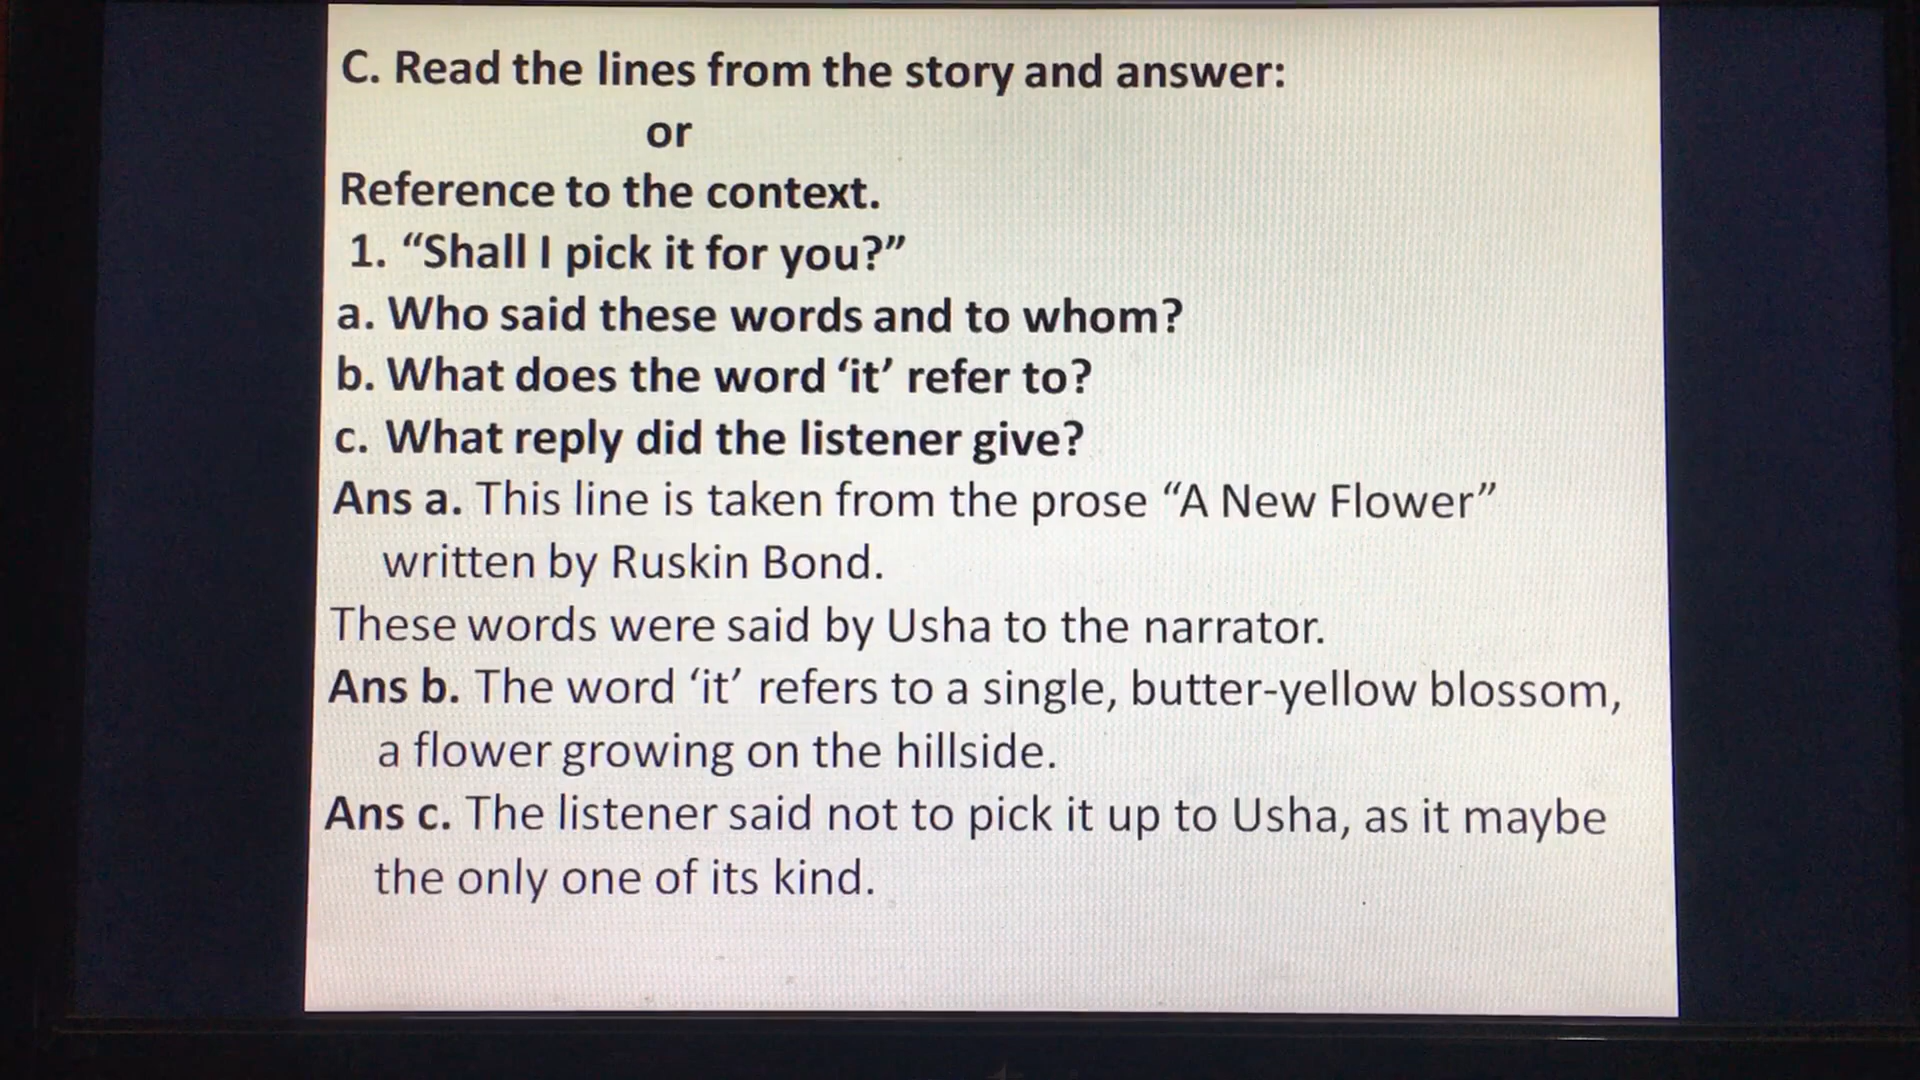 C. Read the lines from the story and answer:
or
Reference to the context.
1. “Shall I pick it for you?”
a. Who said these words and to whom?
b. What does the word ‘it’ refer to?
c. What reply did the listener give?
Ans a. This line is taken from the prose “A New Flower”
written by Ruskin Bond.
These words were said by Usha to the narrator.
Ans b. The word ‘it’ refers to a single, butter-yellow blossom,
a flower growing on the hillside.
Ans c. The listener said not to pick it up to Usha, as it maybe
the only one of its kind.